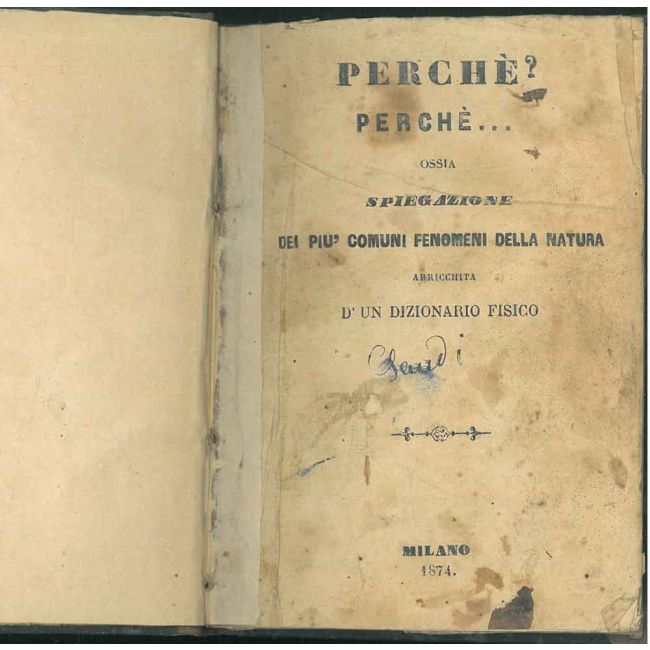 PERCHÈ?
PERCHÈ...
OSSIA
SPIEGAZIONE
DEI PIU' COMUNI FENOMENI DELLA NATURA
ARRICCHITA
D'UN DIZIONARIO FISICO
MILANO
1874.